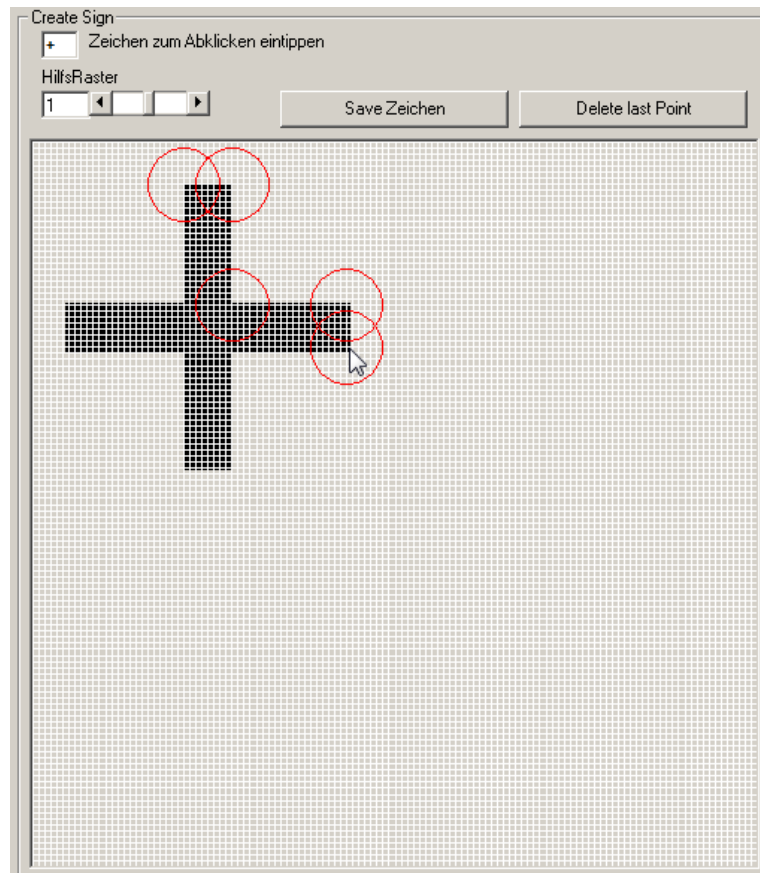 Create Sign
+ Zeichen zum Abklicken eintippen
HilfsRaster
1 Save Zeichen Delete last Point